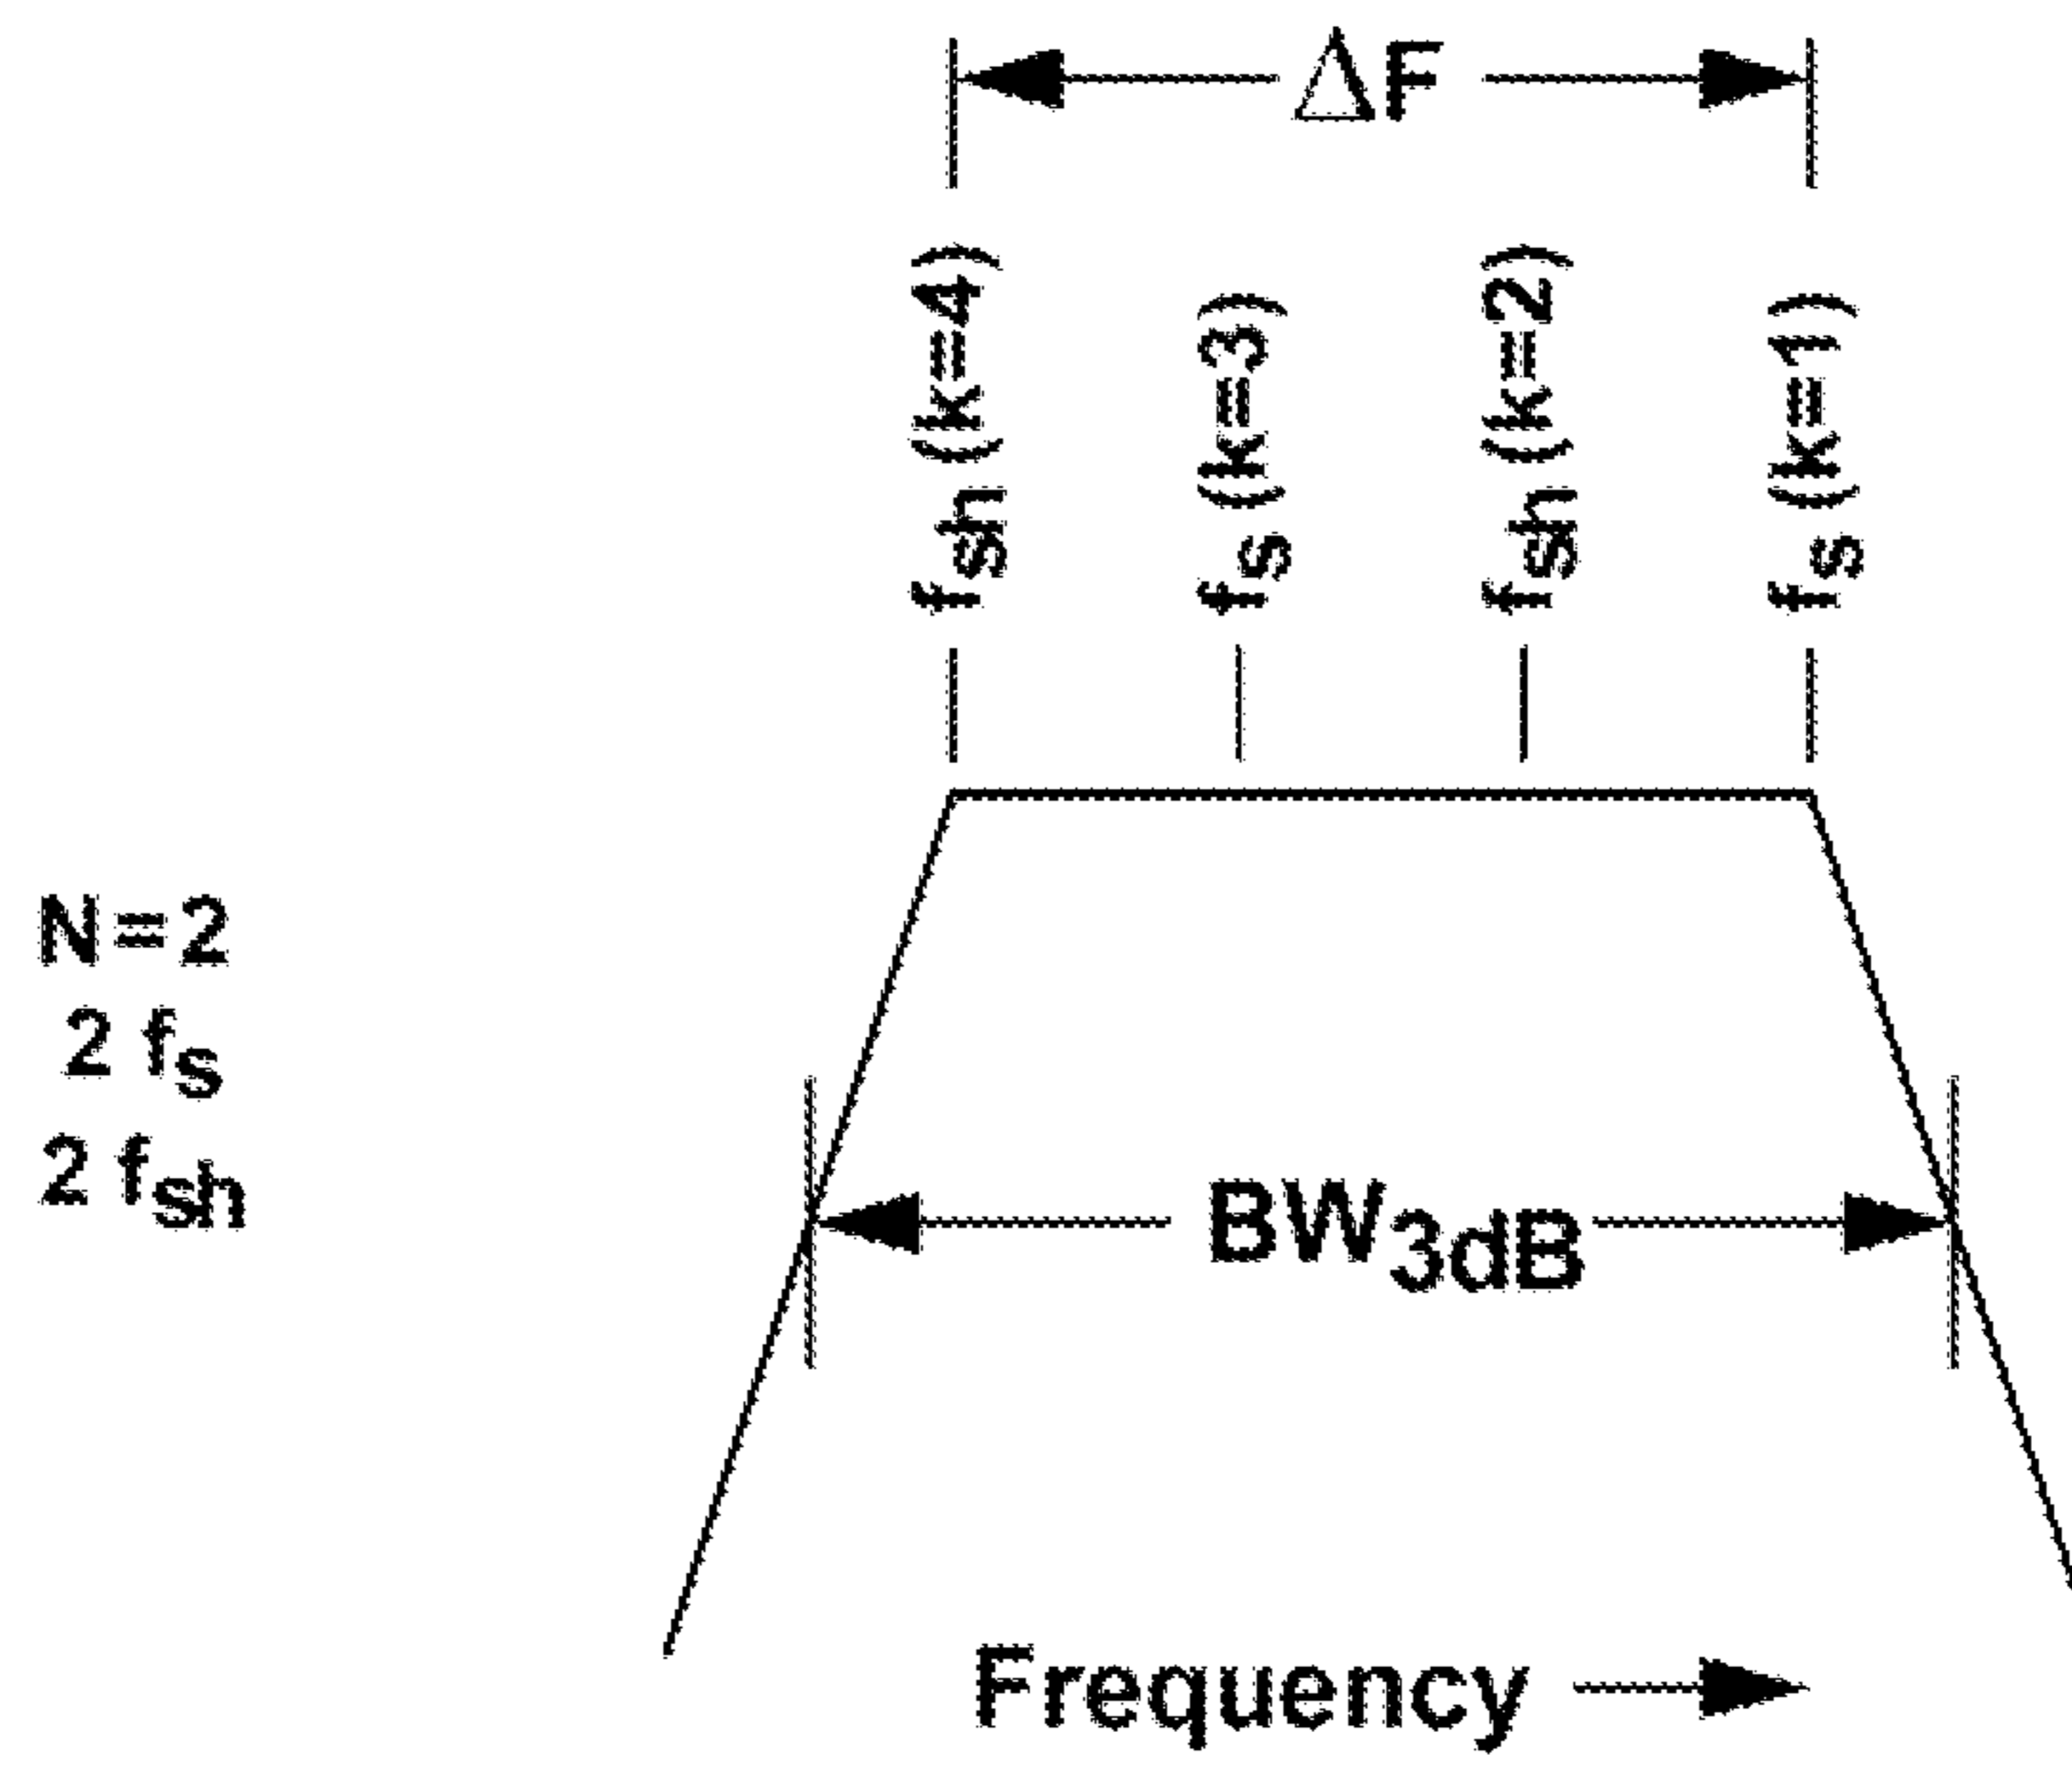 ΔF
fsh (k=4)
fs (k=3)
fsh (k=2)
fs (k=1)
N=2
2 fs
2 fsh
BW3dB
Frequency